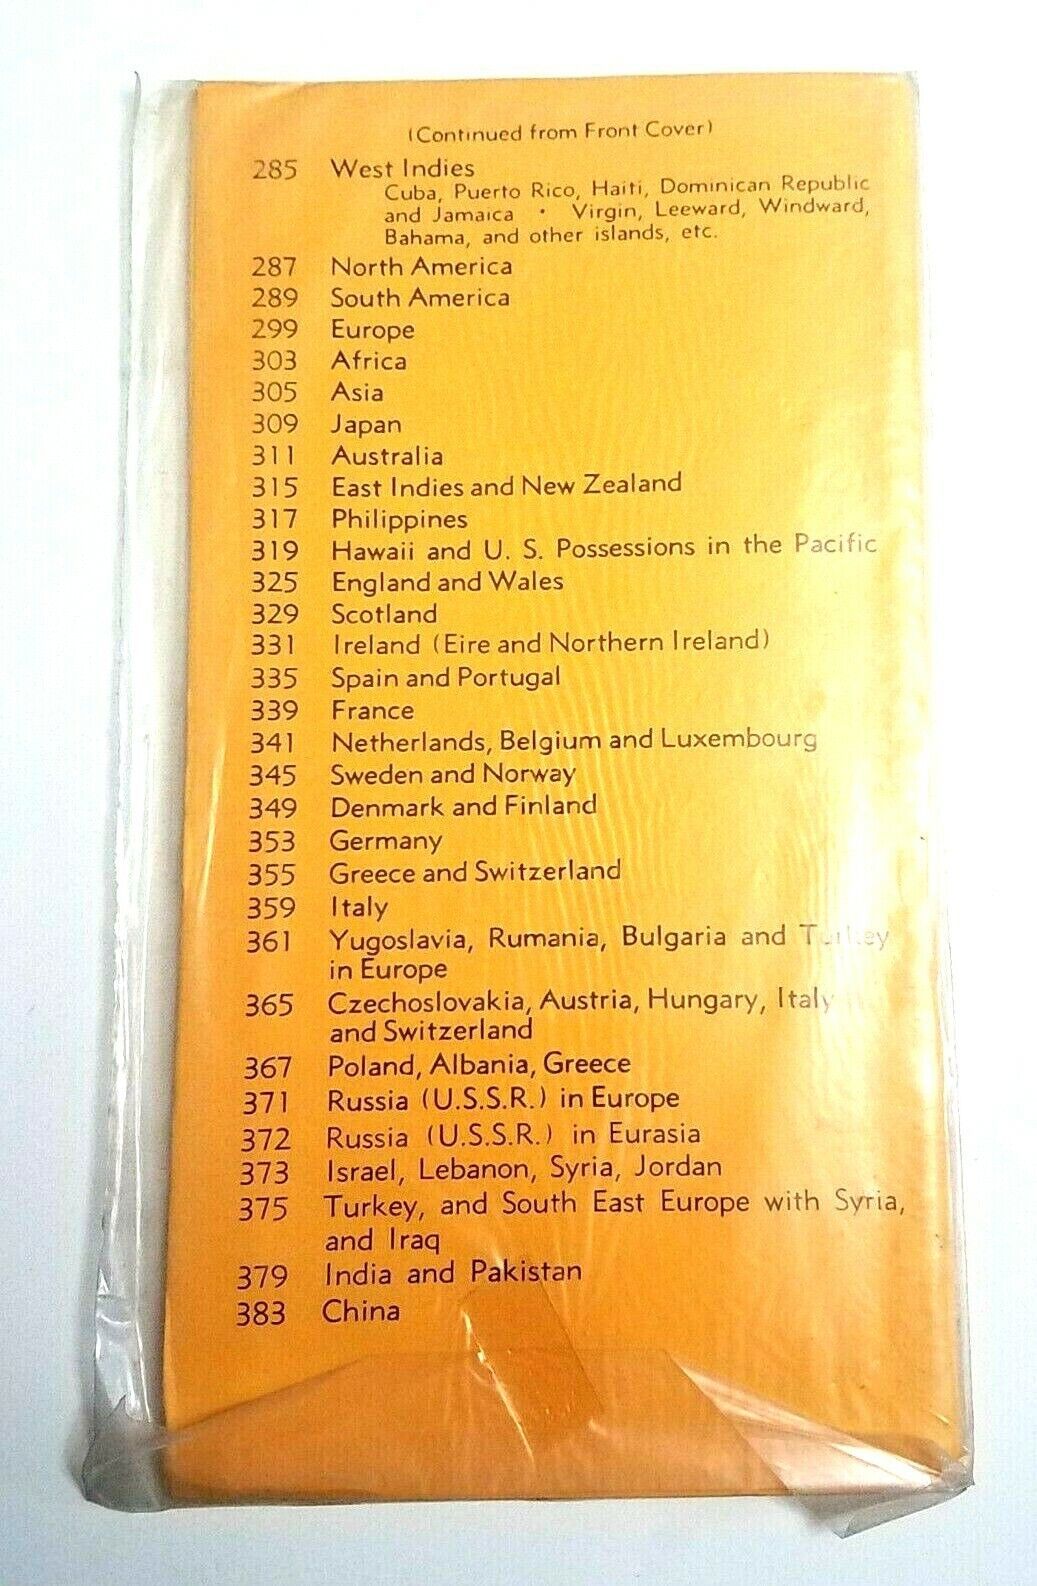 (Continued from Front Cover)
285 West Indies
Cuba, Puerto Rico, Haiti, Dominican Republic
and Jamaica • Virgin, Leeward, Windward,
Bahama, and other islands, etc.
287 North America
289 South America
299 Europe
303 Africa
305 Asia
309 Japan
311 Australia
315 East Indies and New Zealand
317 Philippines
319 Hawaii and U. S. Possessions in the Pacific
325 England and Wales
329 Scotland
331 Ireland (Eire and Northern Ireland)
335 Spain and Portugal
339 France
341 Netherlands, Belgium and Luxembourg
345 Sweden and Norway
349 Denmark and Finland
353 Germany
355 Greece and Switzerland
359 Italy
361 Yugoslavia, Rumania, Bulgaria and Turkey
in Europe
365 Czechoslovakia, Austria, Hungary, Italy
and Switzerland
367 Poland, Albania, Greece
371 Russia (U.S.S.R.) in Europe
372 Russia (U.S.S.R.) in Eurasia
373 Israel, Lebanon, Syria, Jordan
375 Turkey, and South East Europe with Syria,
and Iraq
379 India and Pakistan
383 China